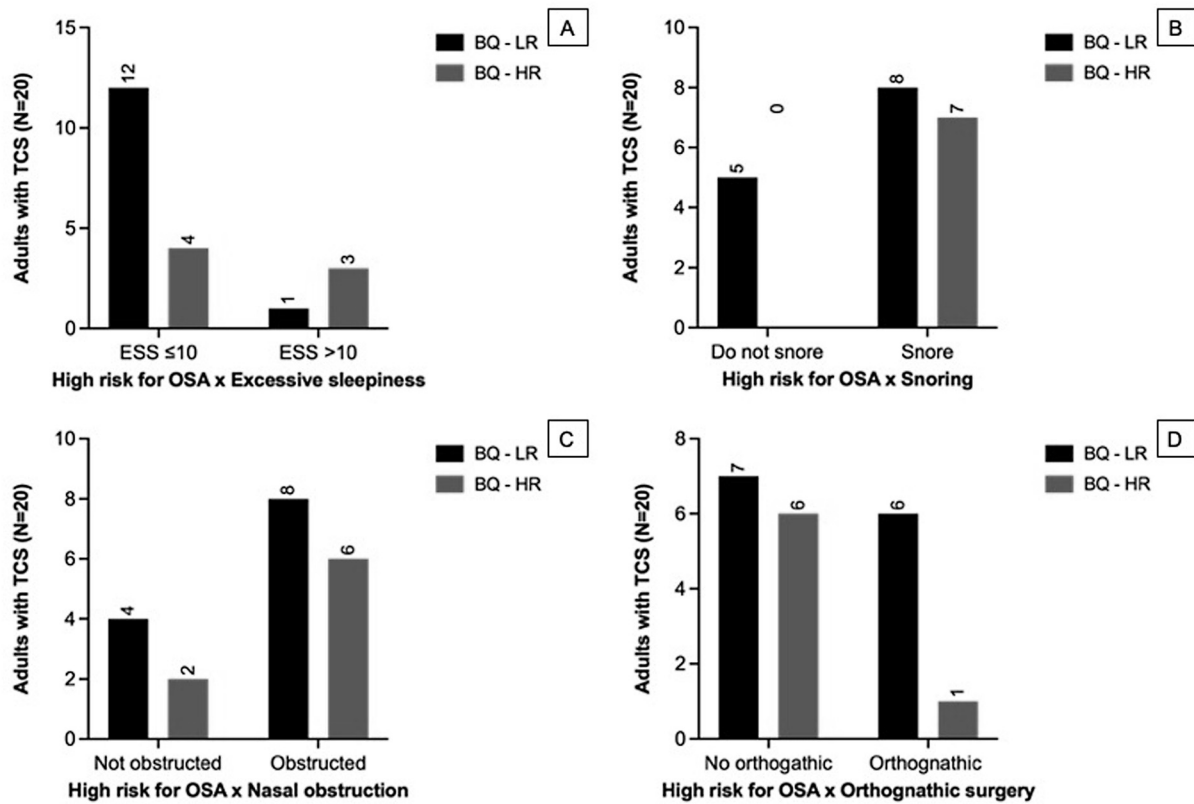 A
BQ - LR
BQ - HR
Adults with TCS (N=20)
15
10
5
0
12
4
1
3
ESS ≤10
ESS >10
High risk for OSA x Excessive sleepiness
B
BQ - LR
BQ - HR
Adults with TCS (N=20)
10
8
6
4
2
0
5
0
8
7
Do not snore
Snore
High risk for OSA x Snoring
C
BQ - LR
BQ - HR
Adults with TCS (N=20)
10
8
6
4
2
0
4
2
8
6
Not obstructed
Obstructed
High risk for OSA x Nasal obstruction
D
BQ - LR
BQ - HR
Adults with TCS (N=20)
8
6
4
2
0
7
6
6
1
No orthogathic
Orthognathic
High risk for OSA x Orthognathic surgery